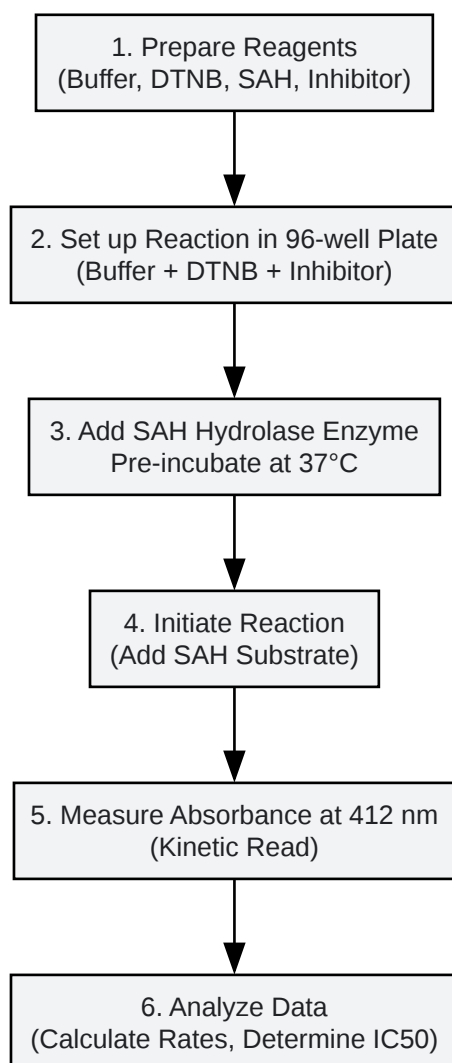 1. Prepare Reagents
(Buffer, DTNB, SAH, Inhibitor)
2. Set up Reaction in 96-well Plate
(Buffer + DTNB + Inhibitor)
3. Add SAH Hydrolase Enzyme
Pre-incubate at 37°C
4. Initiate Reaction
(Add SAH Substrate)
5. Measure Absorbance at 412 nm
(Kinetic Read)
6. Analyze Data
(Calculate Rates, Determine IC50)